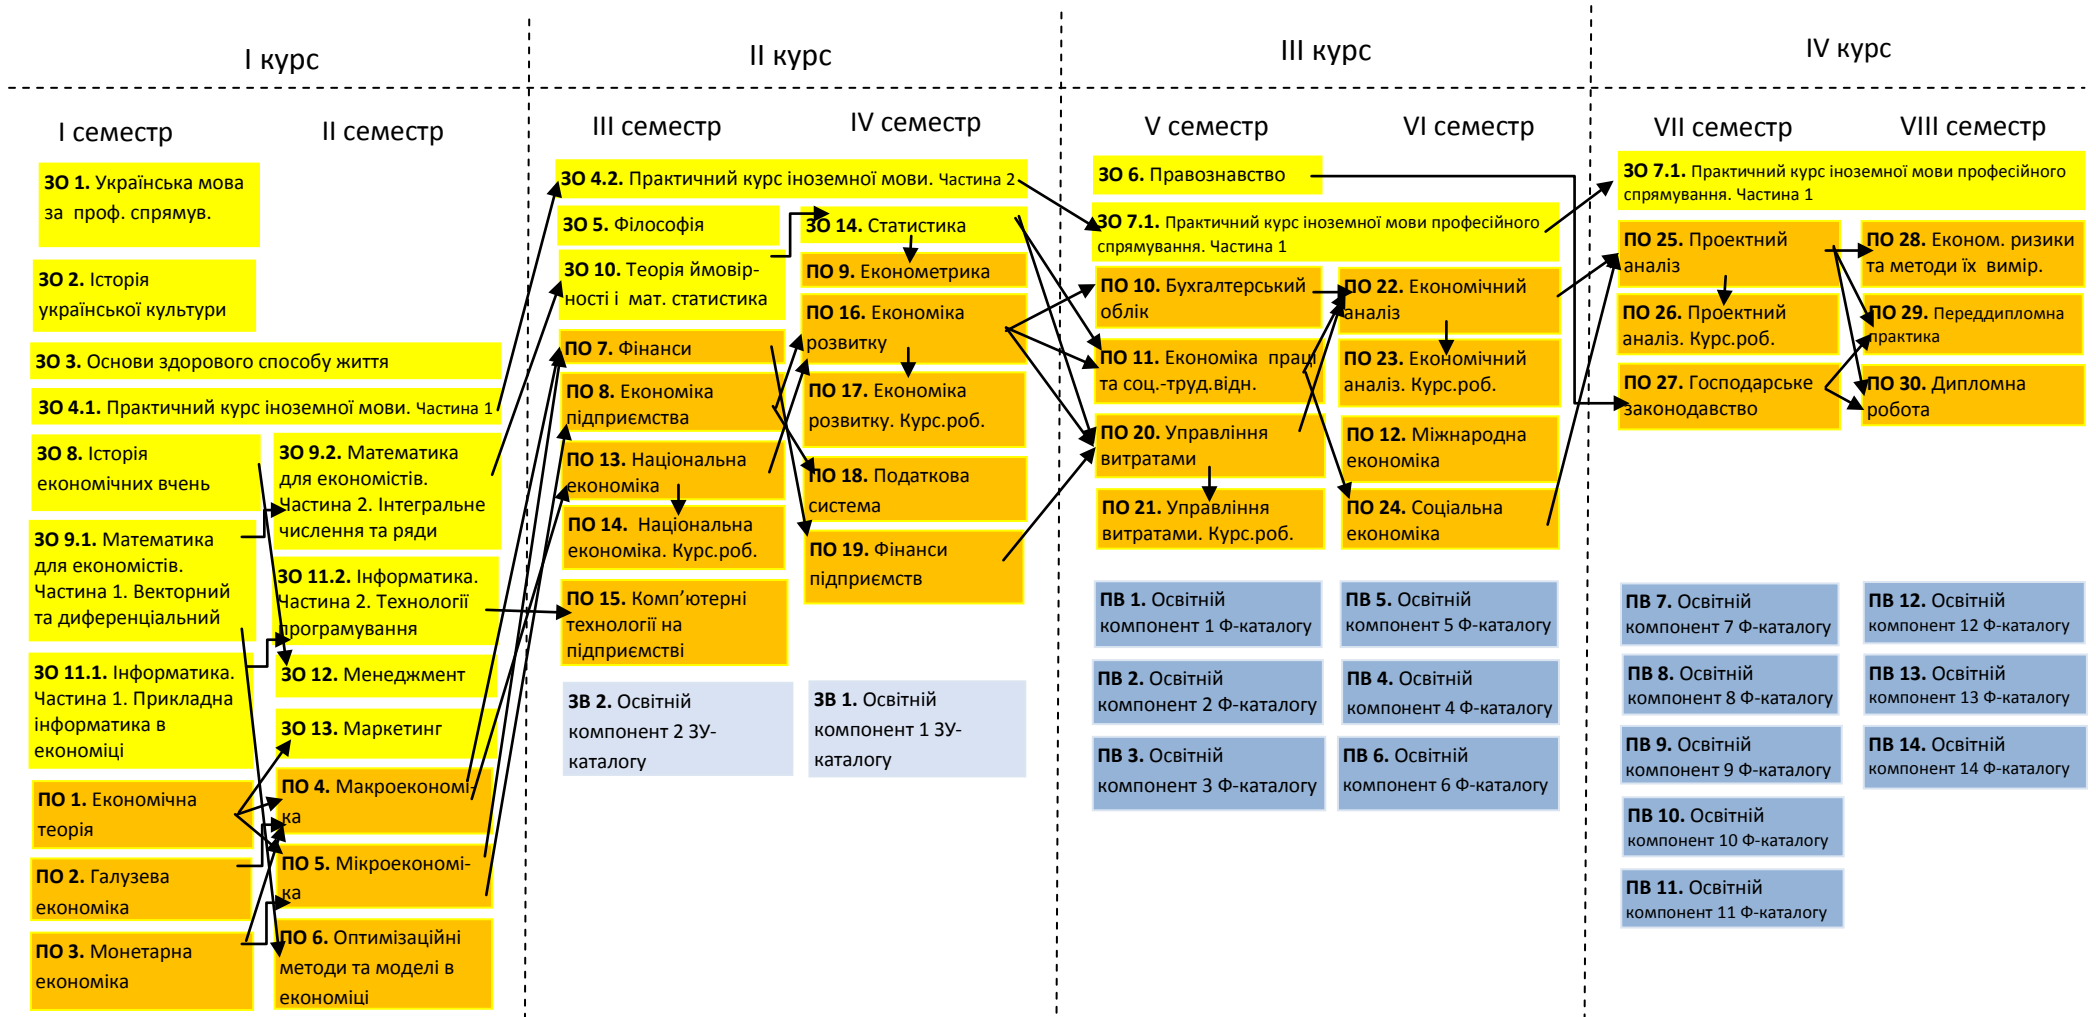 I курс
II курс
III курс
IV курс
I семестр
II семестр
III семестр
IV семестр
V семестр
VI семестр
VII семестр
VIII семестр
ЗО 1. Українська мова
за проф. спрямув.
ЗО 2. Історія
української культури
ЗО 3. Основи здорового способу життя
ЗО 4.1. Практичний курс іноземної мови. Частина 1
ЗО 8. Історія
економічних вчень
ЗО 9.1. Математика
для економістів.
Частина 1. Векторний
та диференціальний
ЗО 11.1. Інформатика.
Частина 1. Прикладна
інформатика в
економіці
ПО 1. Економічна
теорія
ПО 2. Галузева
економіка
ПО 3. Монетарна
економіка
ЗО 9.2. Математика
для економістів.
Частина 2. Інтегральне
числення та ряди
ЗО 11.2. Інформатика.
Частина 2. Технології
програмування
ЗО 12. Менеджмент
ЗО 13. Маркетинг
ПО 4. Макроекономі-
ка
ПО 5. Мікроекономі-
ка
ПО 6. Оптимізаційні
методи та моделі в
економіці
ЗО 4.2. Практичний курс іноземної мови. Частина 2
ЗО 5. Філософія
ЗО 10. Теорія ймовір-
ності і мат. статистика
ПО 7. Фінанси
ПО 8. Економіка
підприємства
ПО 13. Національна
економіка
ПО 14. Національна
економіка. Курс.роб.
ПО 15. Комп’ютерні
технології на
підприємстві
ЗВ 2. Освітній
компонент 2 ЗУ-
каталогу
ЗО 14. Статистика
ПО 9. Економетрика
ПО 16. Економіка
розвитку
ПО 17. Економіка
розвитку. Курс.роб.
ПО 18. Податкова
система
ПО 19. Фінанси
підприємств
ЗВ 1. Освітній
компонент 1 ЗУ-
каталогу
ЗО 6. Правознавство
ЗО 7.1. Практичний курс іноземної мови професійного
спрямування. Частина 1
ПО 10. Бухгалтерський
облік
ПО 11. Економіка праці
та соц.-труд.відн.
ПО 20. Управління
витратами
ПО 21. Управління
витратами. Курс.роб.
ПВ 1. Освітній
компонент 1 Ф-каталогу
ПВ 2. Освітній
компонент 2 Ф-каталогу
ПВ 3. Освітній
компонент 3 Ф-каталогу
ПО 22. Економічний
аналіз
ПО 23. Економічний
аналіз. Курс.роб.
ПО 12. Міжнародна
економіка
ПО 24. Соціальна
економіка
ПВ 5. Освітній
компонент 5 Ф-каталогу
ПВ 4. Освітній
компонент 4 Ф-каталогу
ПВ 6. Освітній
компонент 6 Ф-каталогу
ЗО 7.1. Практичний курс іноземної мови професійного
спрямування. Частина 1
ПО 25. Проектний
аналіз
ПО 26. Проектний
аналіз. Курс.роб.
ПО 27. Господарське
законодавство
ПВ 7. Освітній
компонент 7 Ф-каталогу
ПВ 8. Освітній
компонент 8 Ф-каталогу
ПВ 9. Освітній
компонент 9 Ф-каталогу
ПВ 10. Освітній
компонент 10 Ф-каталогу
ПВ 11. Освітній
компонент 11 Ф-каталогу
ПО 28. Економ. ризики
та методи їх вимір.
ПО 29. Переддипломна
практика
ПО 30. Дипломна
робота
ПВ 12. Освітній
компонент 12 Ф-каталогу
ПВ 13. Освітній
компонент 13 Ф-каталогу
ПВ 14. Освітній
компонент 14 Ф-каталогу